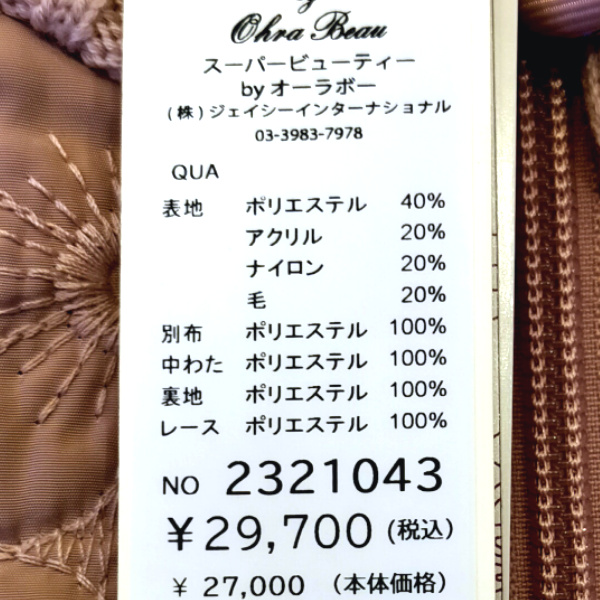 Ohra Beau
スーパービューティー
by オーラボー
(株)ジェイシーインターナショナル
03-3983-7978
QUA
表地 ポリエステル 40%
アクリル 20%
ナイロン 20%
毛 20%
別布 ポリエステル 100%
中わた ポリエステル 100%
裏地 ポリエステル 100%
レース ポリエステル 100%
NO 2321043
¥29,700 (税込)
¥ 27,000 (本体価格)